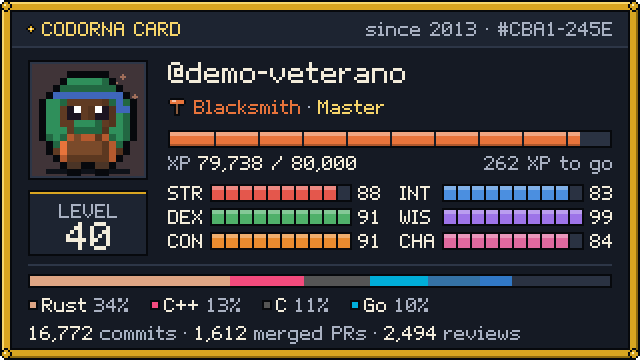 CODORNA CARD
since 2013 · #CBA1-245E
@demo-veterano
Blacksmith · Master
XP 79,738 / 80,000
262 XP to go
LEVEL
40
STR 88 INT 83
DEX 91 WIS 99
CON 91 CHA 84
Rust 34% C++ 13% C 11% Go 10%
16,772 commits · 1,612 merged PRs · 2,494 reviews